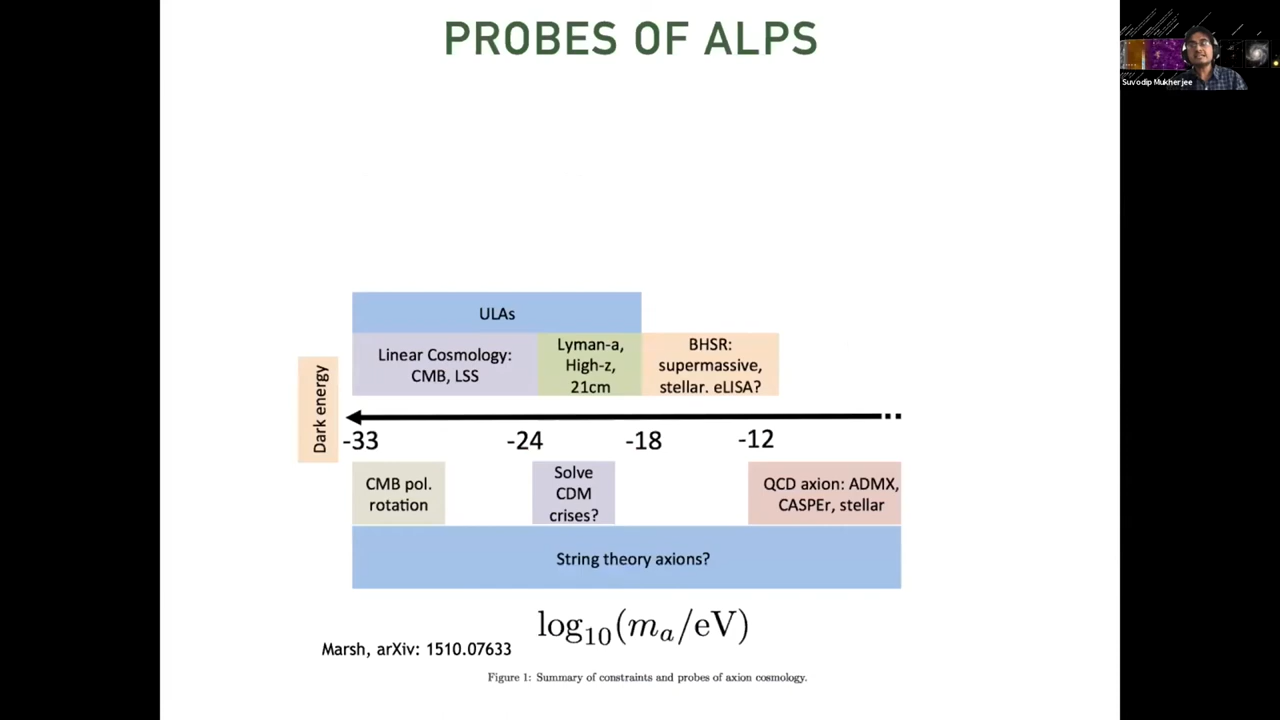 PROBES OF ALPS
Suvodip Mukherjee
ULAs
Linear Cosmology:
CMB, LSS
Lyman-a,
High-z,
21cm
BHSR:
supermassive,
stellar. eLISA?
Dark energy
-33
-24
-18
-12
CMB pol.
rotation
Solve
CDM
crises?
QCD axion: ADMX,
CASPEr, stellar
String theory axions?
log₁₀(mₐ/eV)
Marsh, arXiv: 1510.07633
Figure 1: Summary of constraints and probes of axion cosmology.